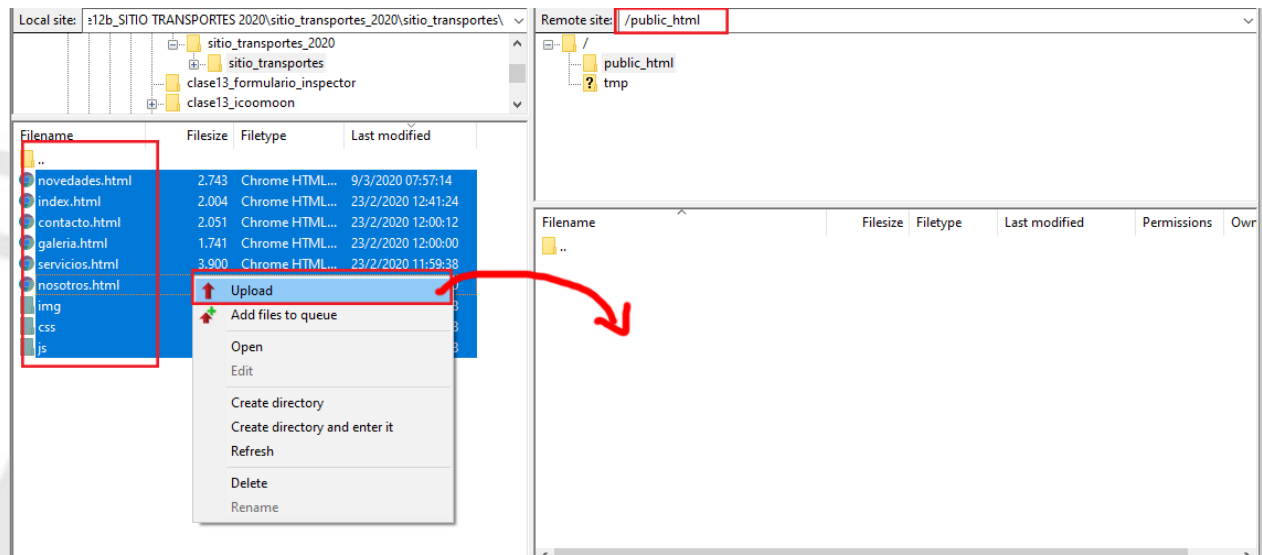 Local site: e12b_SITIO TRANSPORTES 2020\sitio_transportes_2020\sitio_transportes\
sitio_transportes_2020
sitio_transportes
clase13_formulario_inspector
clase13_icoomoon
Filename Filesize Filetype Last modified
..
novedades.html 2.743 Chrome HTML... 9/3/2020 07:57:14
index.html 2.004 Chrome HTML... 23/2/2020 12:41:24
contacto.html 2.051 Chrome HTML... 23/2/2020 12:00:12
galeria.html 1.741 Chrome HTML... 23/2/2020 12:00:00
servicios.html 3.900 Chrome HTML... 23/2/2020 11:59:38
nosotros.html
img
css
js
Upload
Add files to queue
Open
Edit
Create directory
Create directory and enter it
Refresh
Delete
Rename
Remote site: /public_html
/
public_html
? tmp
Filename Filesize Filetype Last modified Permissions Owr
..